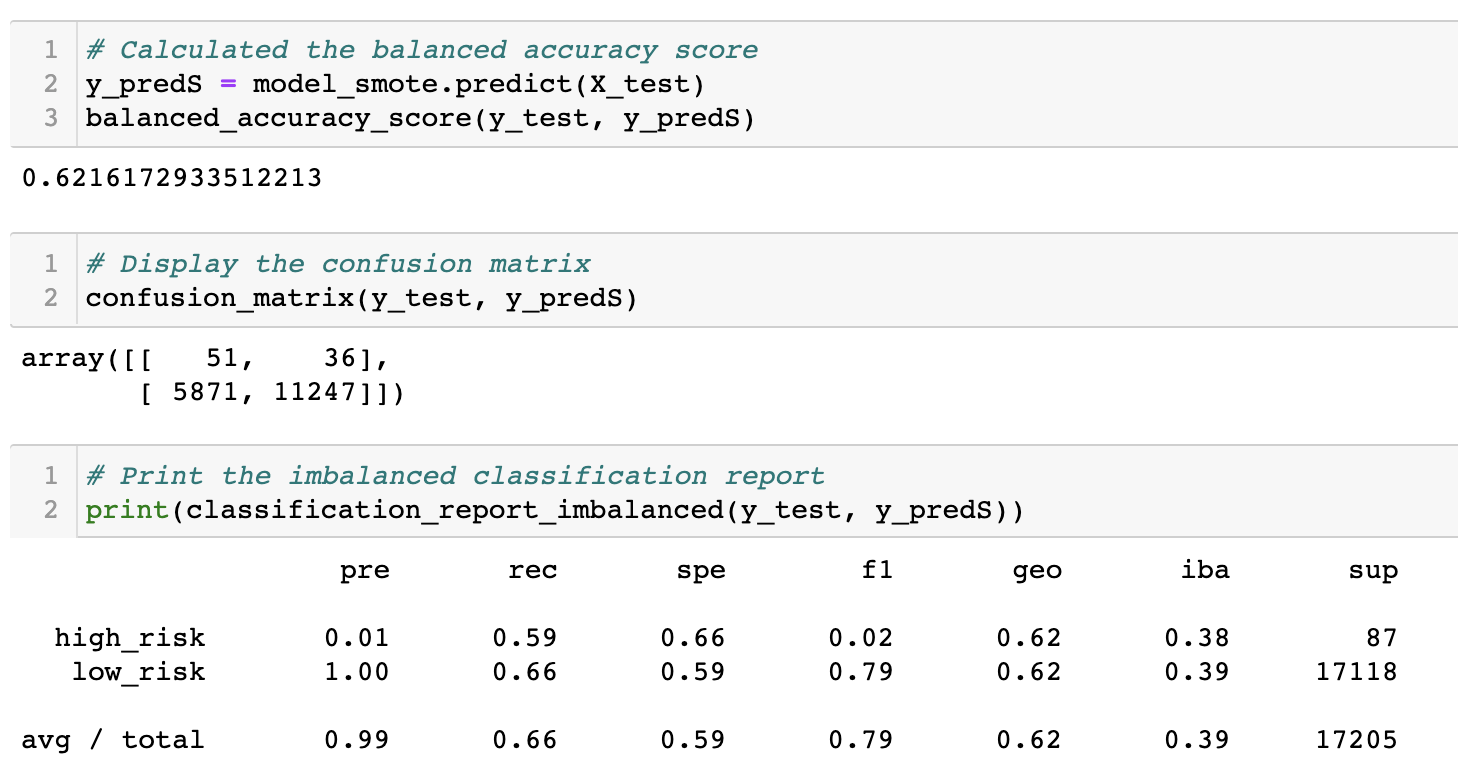 1 # Calculated the balanced accuracy score
2 y_predS = model_smote.predict(X_test)
3 balanced_accuracy_score(y_test, y_predS)
0.6216172933512213
1 # Display the confusion matrix
2 confusion_matrix(y_test, y_predS)
array([[   51,    36],
       [ 5871, 11247]])
1 # Print the imbalanced classification report
2 print(classification_report_imbalanced(y_test, y_predS))
pre rec spe f1 geo iba sup
high_risk 0.01 0.59 0.66 0.02 0.62 0.38 87
low_risk 1.00 0.66 0.59 0.79 0.62 0.39 17118
avg / total 0.99 0.66 0.59 0.79 0.62 0.39 17205